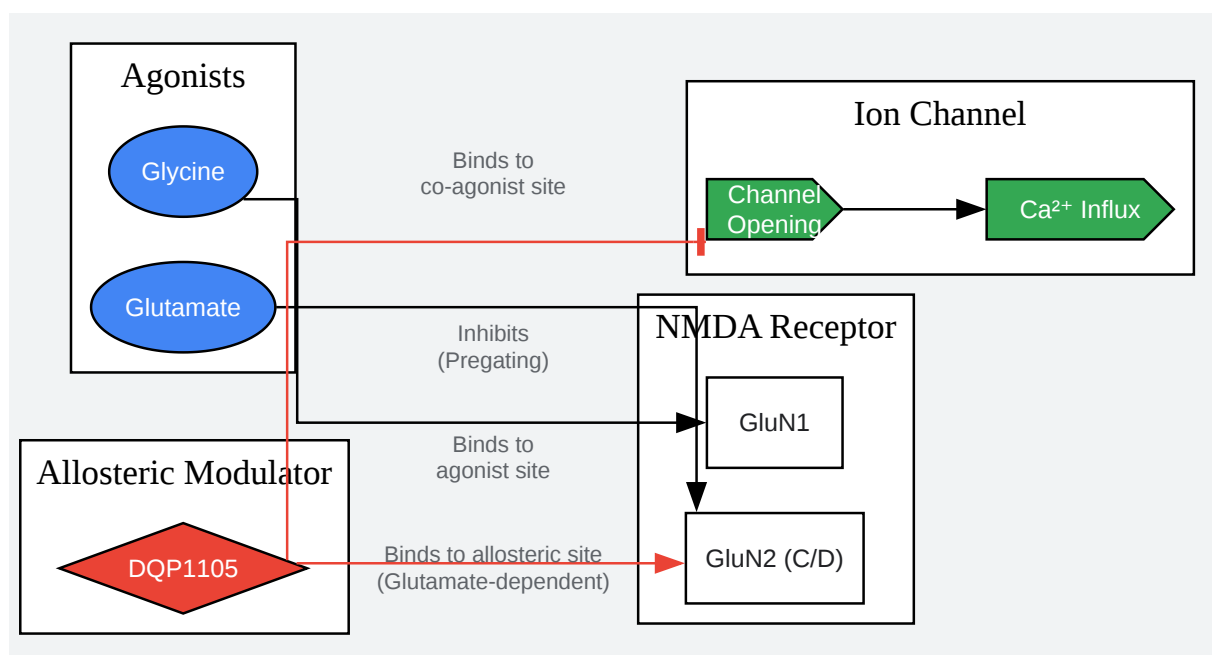 Agonists
Glycine
Glutamate
Allosteric Modulator
DQP1105
Binds to
co-agonist site
Inhibits
(Pregating)
Binds to
agonist site
Binds to allosteric site
(Glutamate-dependent)
Ion Channel
Channel
Opening
Ca²⁺ Influx
NMDA Receptor
GluN1
GluN2 (C/D)